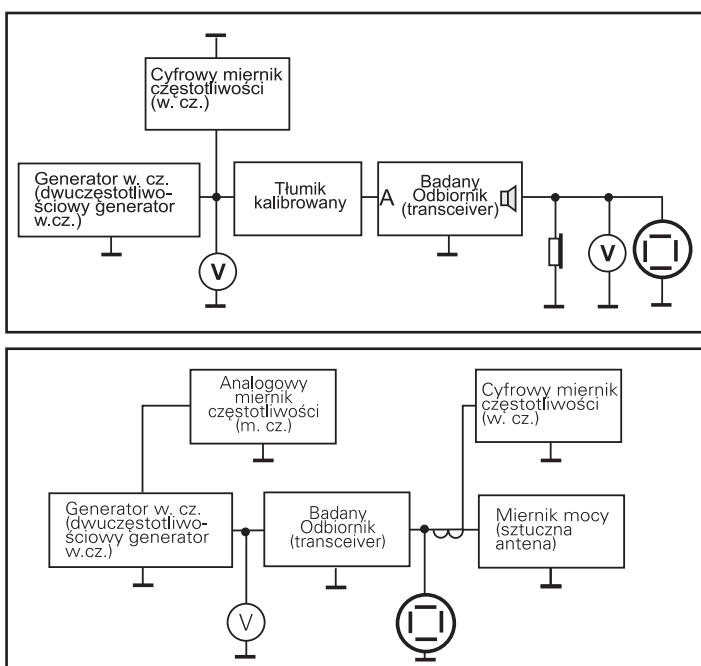 Cyfrowy miernik
częstotliwości
(w. cz.)
Generator w. cz.
(dwuczęstotliwo-
ściowy generator
w.cz.)
Tłumik
kalibrowany
A
Badany
Odbiornik
(transceiver)
V
V
Analogowy
miernik
częstotliwości
(m. cz.)
Cyfrowy miernik
częstotliwości
(w. cz.)
Generator w. cz.
(dwuczęstotliwo-
ściowy generator
w.cz.)
Badany
Odbiornik
(transceiver)
Miernik mocy
(sztuczna
antena)
V